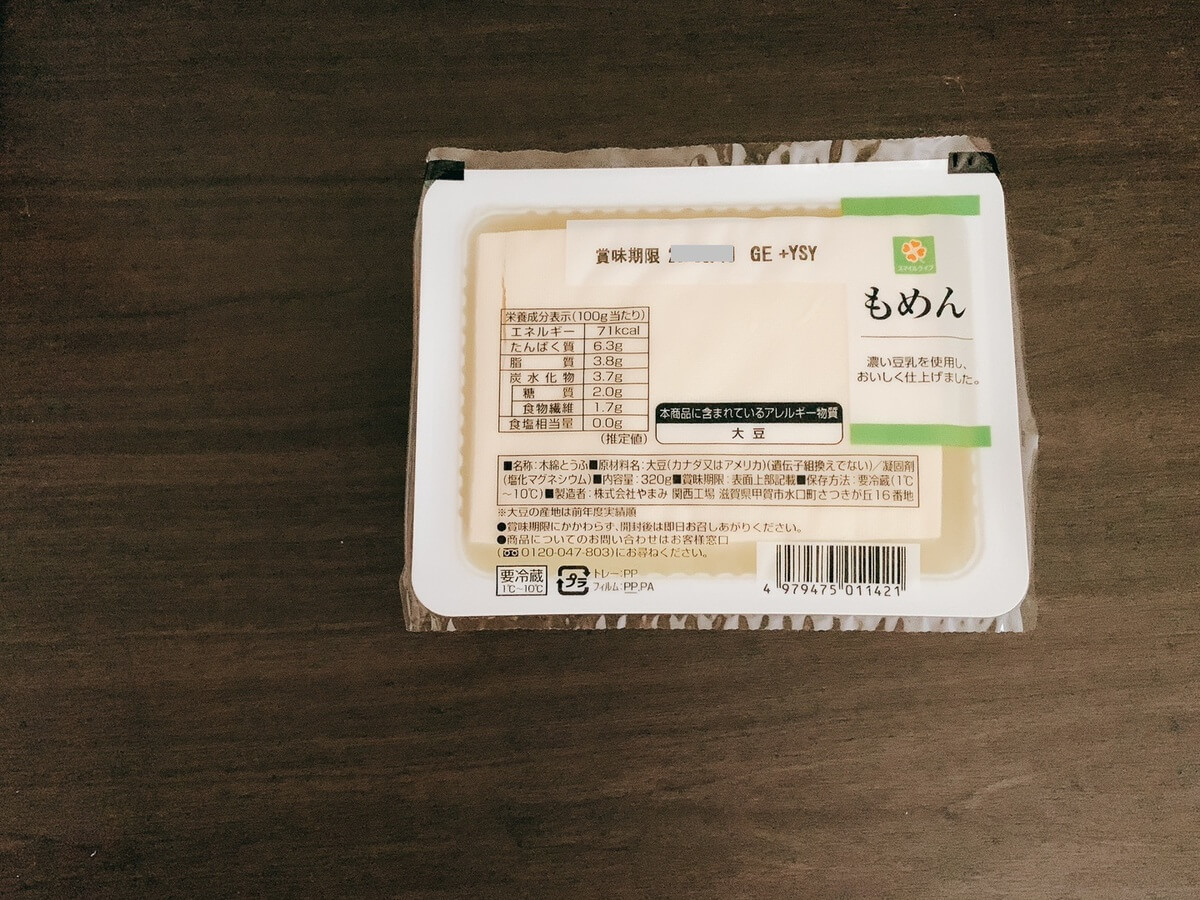 賞味期限 GE +YSY
スマイルライフ
もめん
濃い豆乳を使用し、
おいしく仕上げました。
栄養成分表示(100g当たり)
エネルギー 71kcal
たんぱく質 6.3g
脂質 3.8g
炭水化物 3.7g
糖質 2.0g
食物繊維 1.7g
食塩相当量 0.0g
(推定値)
本商品に含まれているアレルギー物質
大豆
■名称:木綿とうふ■原材料名:大豆(カナダ又はアメリカ)(遺伝子組換えでない)/凝固剤
(塩化マグネシウム)■内容量:320g■賞味期限:表面上部記載■保存方法:要冷蔵(1℃
~10℃)■製造者:株式会社やまみ 関西工場 滋賀県甲賀市水口町さつきが丘16番地
※大豆の産地は前年度実績順
●賞味期限にかかわらず、開封後は即日お召しあがりください。
●商品についてのお問い合わせはお客様窓口
(0120-047-803)にお尋ねください。
要冷蔵
1℃~10℃
プラ
トレー:PP
フィルム:PP,PA
4 979475 011421